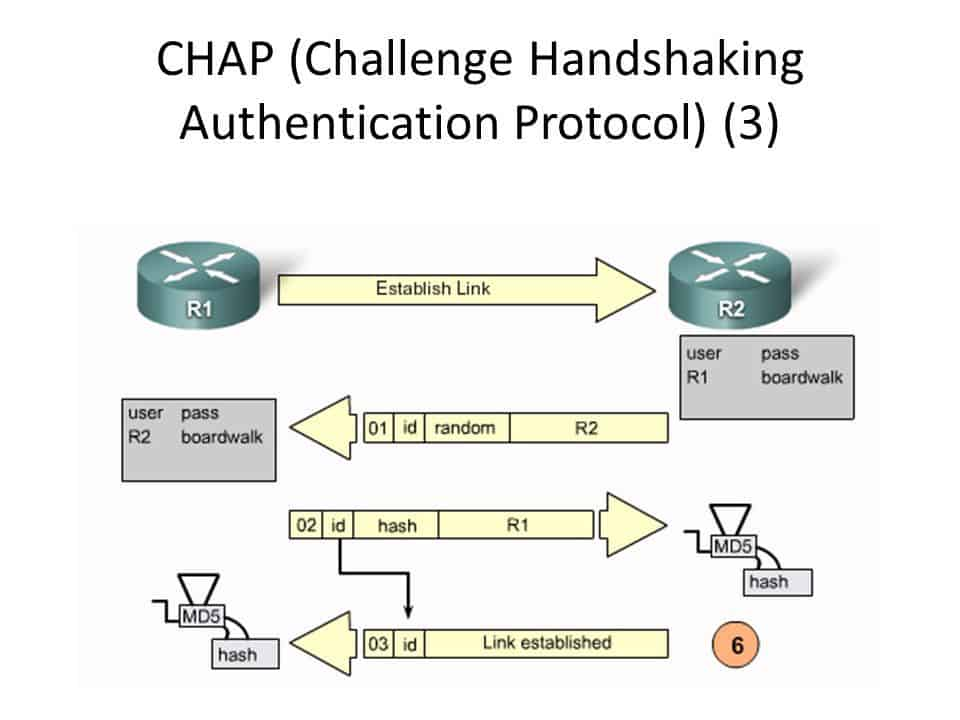 CHAP (Challenge Handshaking
Authentication Protocol) (3)
R1
Establish Link
R2
user pass
R1 boardwalk
user pass
R2 boardwalk
01 id random R2
02 id hash R1
MD5
hash
MD5
hash
03 id Link established
6